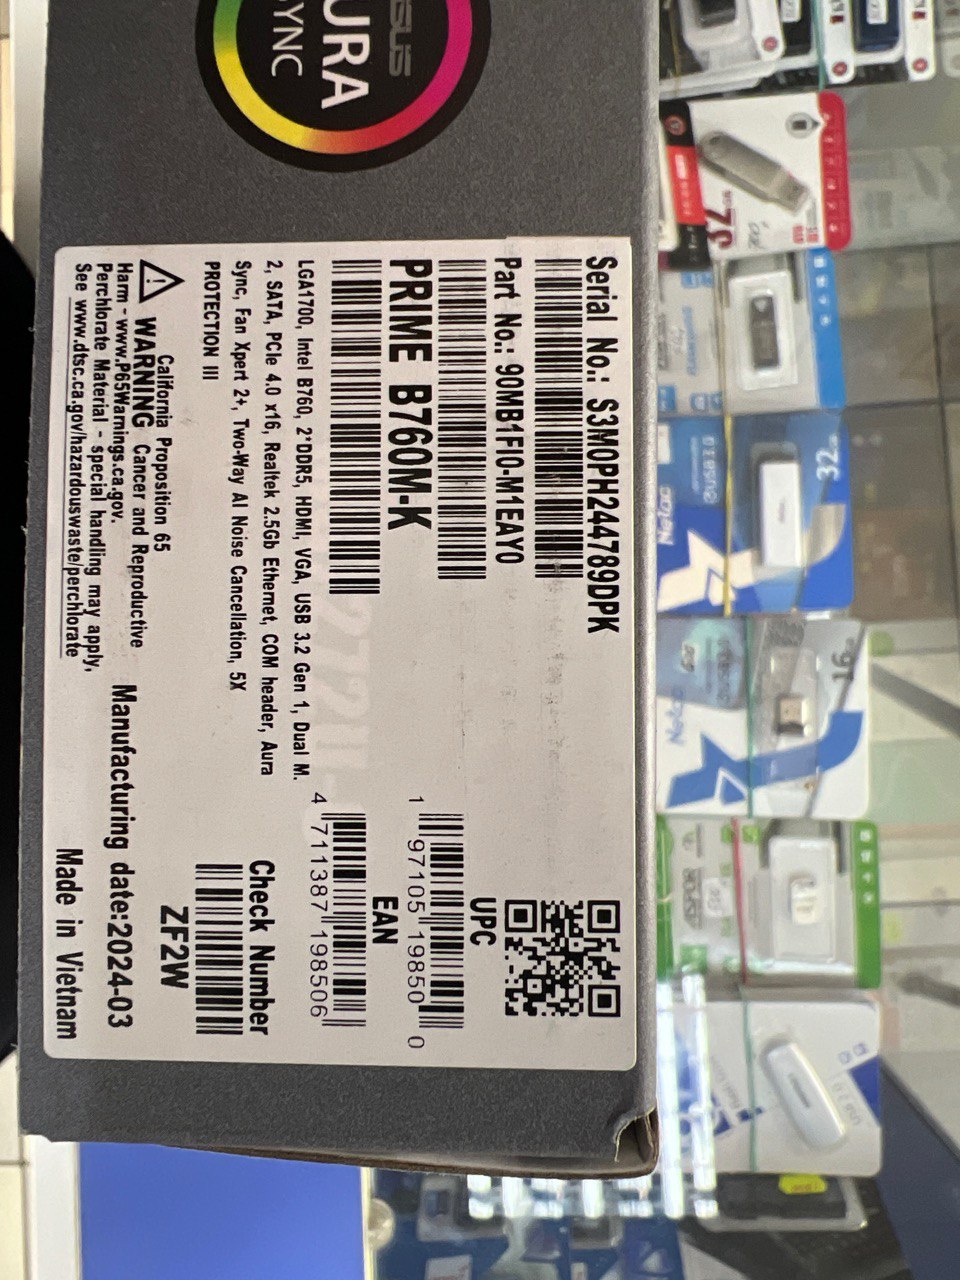 ASUS
AURA
SYNC
Serial No.: S3M0PH244789DPK
Part No.: 90MB1FI0-M1EAY0
PRIME B760M-K
LGA1700, Intel B760, 2*DDR5, HDMI, VGA, USB 3.2 Gen 1, Dual M.
2, SATA, PCIe 4.0 x16, Realtek 2.5Gb Ethernet, COM header, Aura
Sync, Fan Xpert 2+, Two-Way AI Noise Cancellation, 5X
PROTECTION III
UPC
1 97105 19850 0
EAN
4 711387 198506
Check Number
ZF2W
California Proposition 65
WARNING Cancer and Reproductive
Harm - www.P65Warnings.ca.gov.
Perchlorate Material - special handling may apply,
See www.dtsc.ca.gov/hazardouswaste/perchlorate
Manufacturing date:2024-03
Made in Vietnam
32
Netac